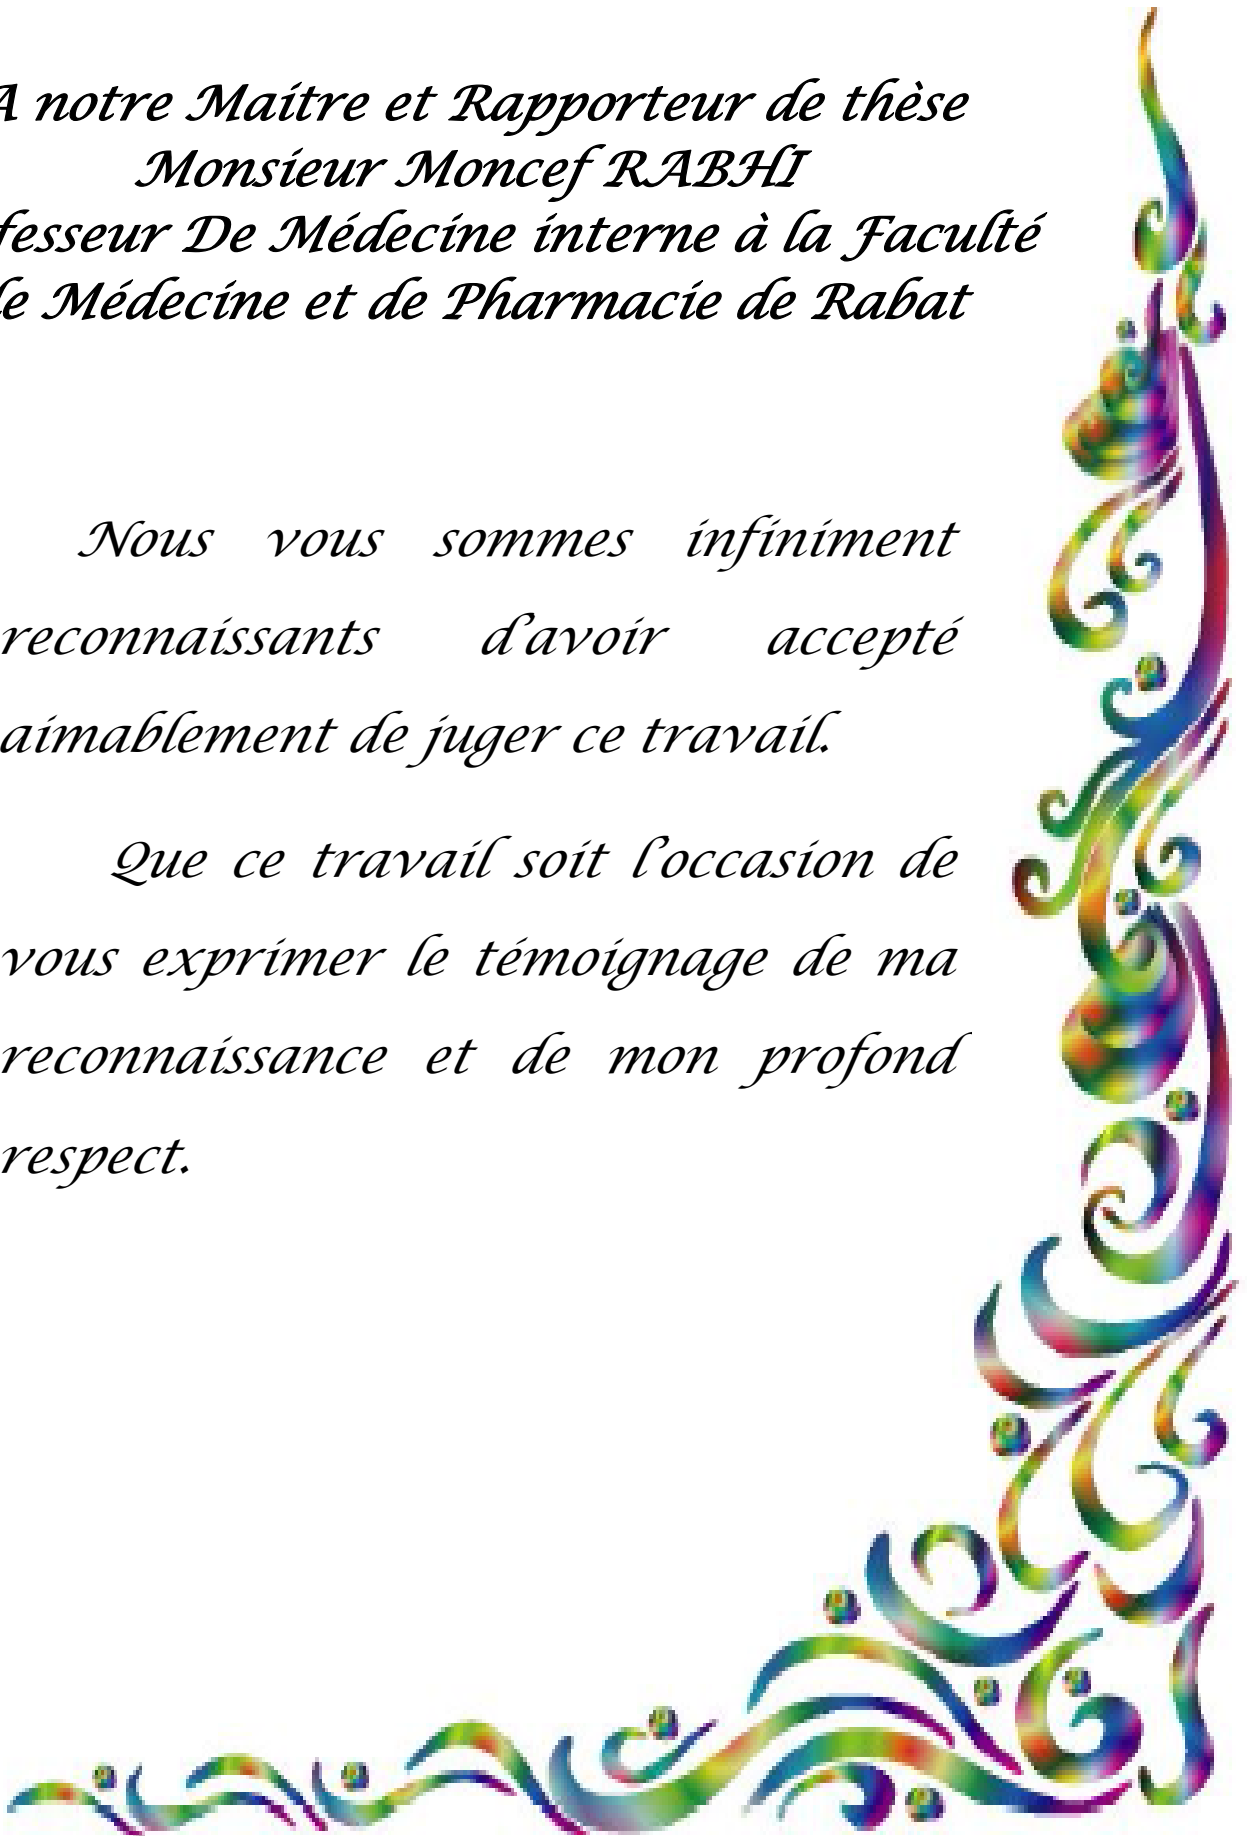 A notre Maitre et Rapporteur de thèse
Monsieur Moncef RABHI
fesseur De Médecine interne à la Faculté
de Médecine et de Pharmacie de Rabat
Nous vous sommes infiniment
reconnaissants d’avoir accepté
aimablement de juger ce travail.
Que ce travail soit l’occasion de
vous exprimer le témoignage de ma
reconnaissance et de mon profond
respect.